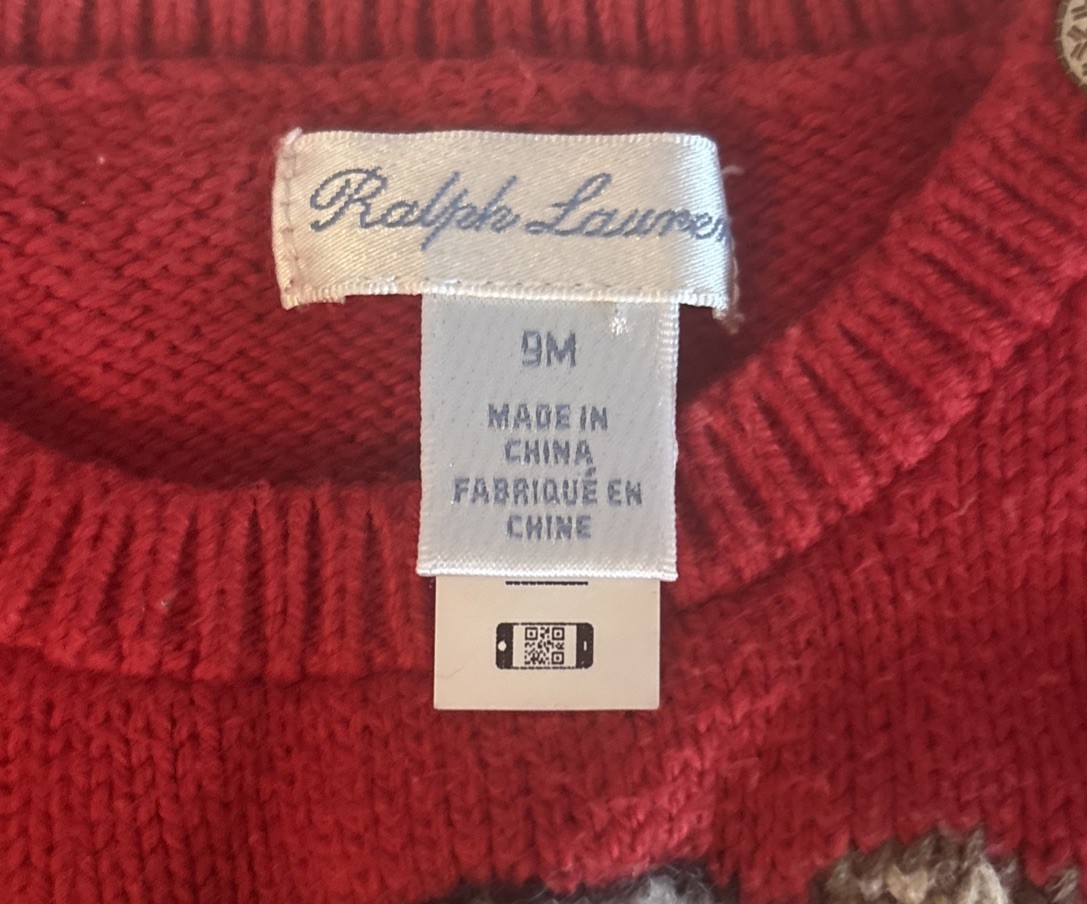 Ralph Lauren
9M
MADE IN
CHINA
FABRIQUÉ EN
CHINE